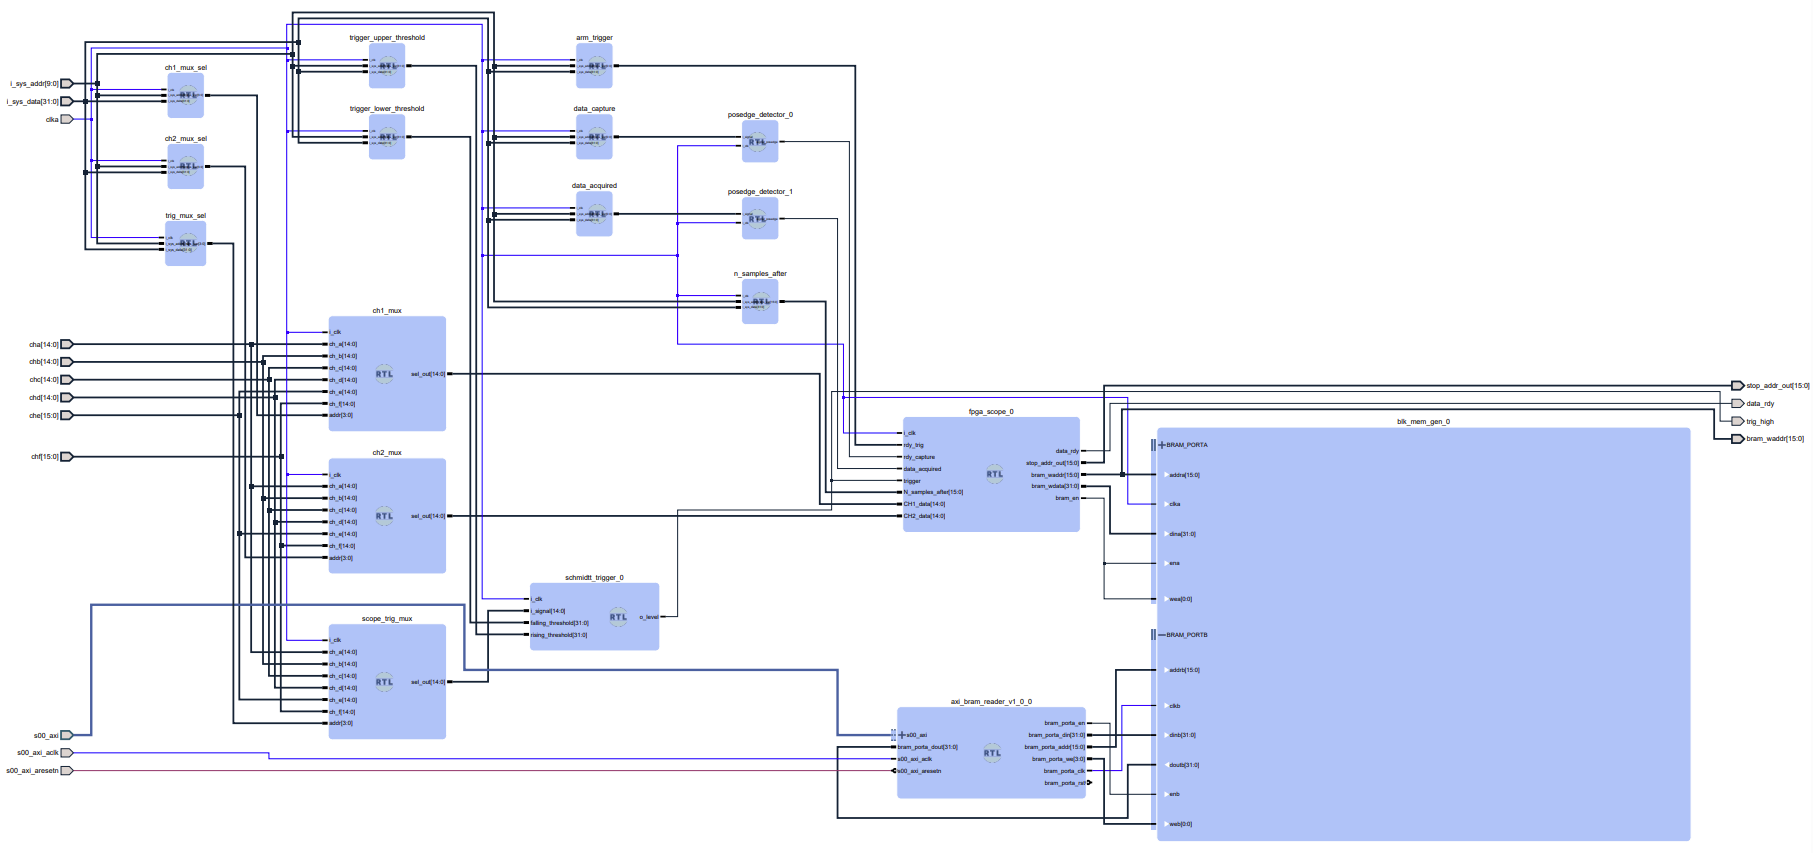 i_sys_addr[9:0]
i_sys_data[31:0]
clka
ch1_mux_sel
RTL
ch2_mux_sel
RTL
trig_mux_sel
RTL
trigger_upper_threshold
RTL
trigger_lower_threshold
RTL
arm_trigger
RTL
data_capture
RTL
data_acquired
RTL
posedge_detector_0
RTL
posedge_detector_1
RTL
n_samples_after
RTL
cha[14:0]
chb[14:0]
chc[14:0]
chd[14:0]
che[15:0]
chf[15:0]
ch1_mux
i_clk
ch_a[14:0]
ch_b[14:0]
ch_c[14:0]
ch_d[14:0]
ch_e[14:0]
ch_f[14:0]
addr[3:0]
RTL
sel_out[14:0]
ch2_mux
i_clk
ch_a[14:0]
ch_b[14:0]
ch_c[14:0]
ch_d[14:0]
ch_e[14:0]
ch_f[14:0]
addr[3:0]
RTL
sel_out[14:0]
scope_trig_mux
i_clk
ch_a[14:0]
ch_b[14:0]
ch_c[14:0]
ch_d[14:0]
ch_e[14:0]
ch_f[14:0]
addr[3:0]
RTL
sel_out[14:0]
schmidtt_trigger_0
i_clk
i_signal[14:0]
falling_threshold[31:0]
rising_threshold[31:0]
RTL
o_level
fpga_scope_0
i_clk
rdy_trig
rdy_capture
data_acquired
trigger
N_samples_after[15:0]
CH1_data[14:0]
CH2_data[14:0]
RTL
data_rdy
stop_addr_out[15:0]
bram_waddr[15:0]
bram_wdata[31:0]
bram_en
s00_axi
s00_axi_aclk
s00_axi_aresetn
axi_bram_reader_v1_0_0
s00_axi
bram_porta_dout[31:0]
s00_axi_aclk
s00_axi_aresetn
RTL
bram_porta_en
bram_porta_din[31:0]
bram_porta_addr[15:0]
bram_porta_we[3:0]
bram_porta_clk
bram_porta_rst
blk_mem_gen_0
BRAM_PORTA
addra[15:0]
clka
dina[31:0]
ena
wea[0:0]
BRAM_PORTB
addrb[15:0]
clkb
dinb[31:0]
doutb[31:0]
enb
web[0:0]
stop_addr_out[15:0]
data_rdy
trig_high
bram_waddr[15:0]